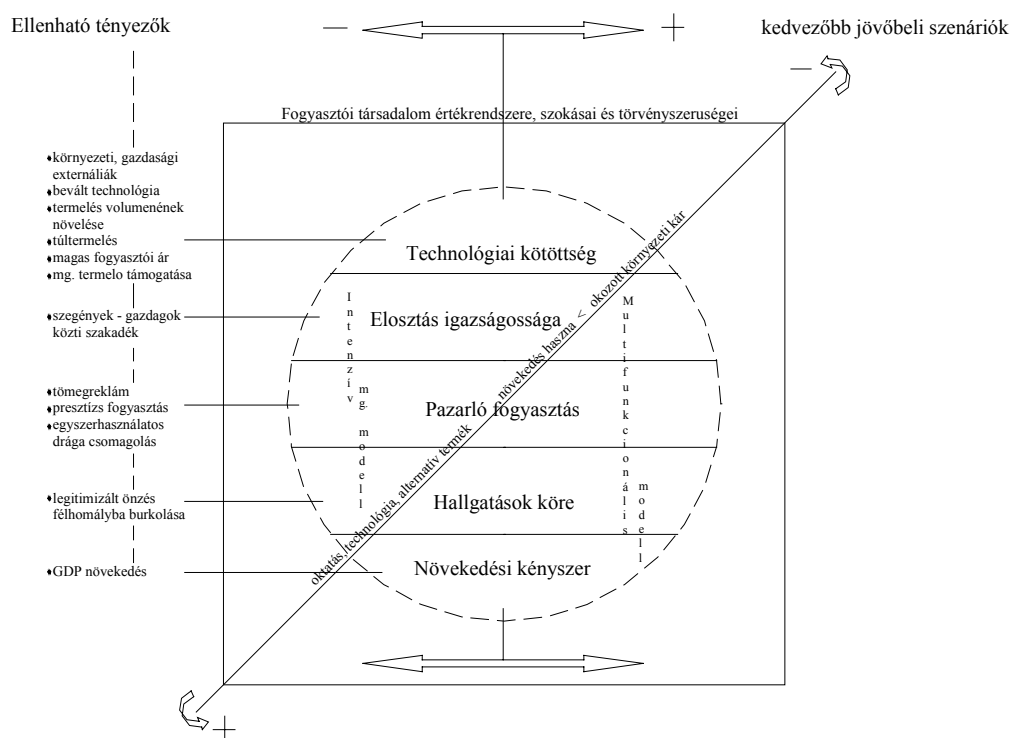 Ellenható tényezők
− +
kedvezőbb jövőbeli szenáriók
−
Fogyasztói társadalom értékrendszere, szokásai és törvényszeruségei
•környezeti, gazdasági
externáliák
•bevált technológia
•termelés volumenének
növelése
•túltermelés
•magas fogyasztói ár
•mg. termelo támogatása
•szegények - gazdagok
közti szakadék
•tömegreklám
•presztízs fogyasztás
•egyszerhasználatos
drága csomagolás
•legitimizált önzés
félhomályba burkolása
•GDP növekedés
Technológiai kötöttség
Elosztás igazságossága
Pazarló fogyasztás
Hallgatások köre
Növekedési kényszer
Intenzív
mg. modell
Multifunkcionális
modell
oktatás, technológia, alternatív termék
növekedés haszna < okozott környezeti kár
+